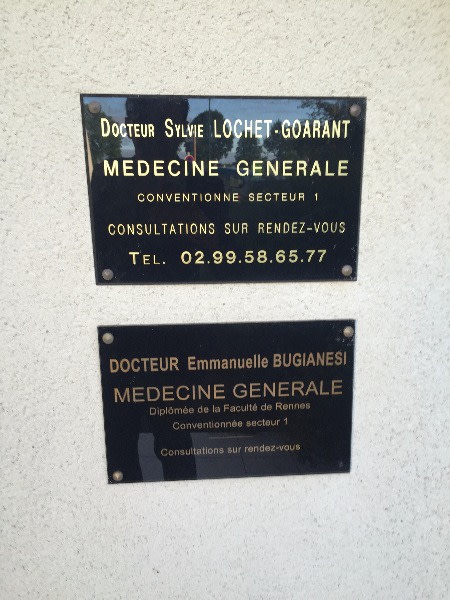 DOCTEUR SYLVIE LOCHET-GOARANT
MEDECINE GENERALE
CONVENTIONNE SECTEUR 1
CONSULTATIONS SUR RENDEZ-VOUS
TEL. 02.99.58.65.77
DOCTEUR Emmanuelle BUGIANESI
MEDECINE GENERALE
Diplômée de la Faculté de Rennes
Conventionnée secteur 1
Consultations sur rendez-vous